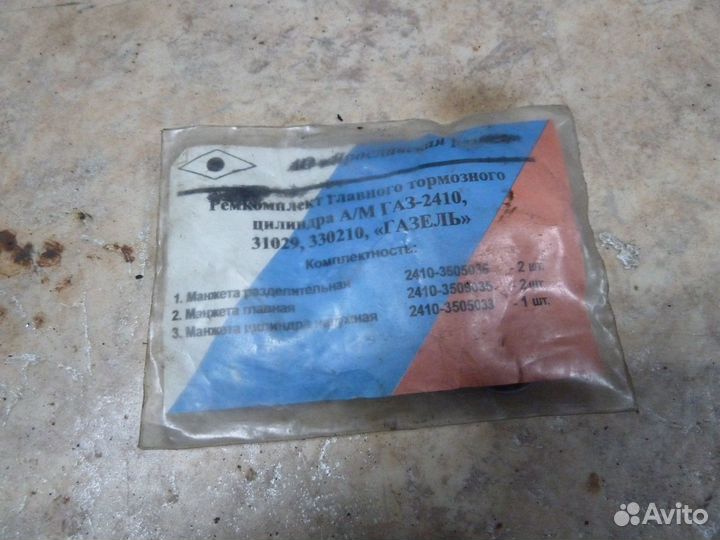 Ремкомплект главного тормозного
цилиндра А/М ГАЗ-2410,
31029, 330210, «ГАЗЕЛЬ»
Комплектность:
1. Манжета разделительная 2410-3505036 - 2 шт.
2. Манжета главная 2410-3505035 - 2 шт.
3. Манжета цилиндра наружная 2410-3505033 - 1 шт.
Avito